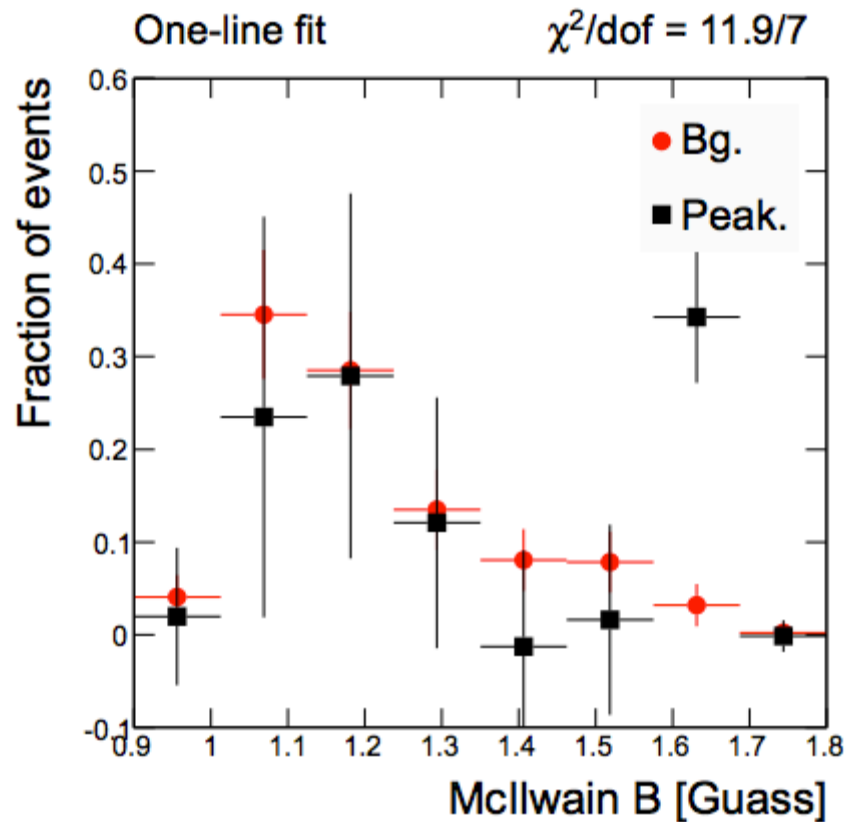 One-line fit
χ²/dof = 11.9/7
Fraction of events
0.6
0.5
0.4
0.3
0.2
0.1
0
-0.1
Bg.
Peak.
0.9 1 1.1 1.2 1.3 1.4 1.5 1.6 1.7 1.8
McIlwain B [Guass]